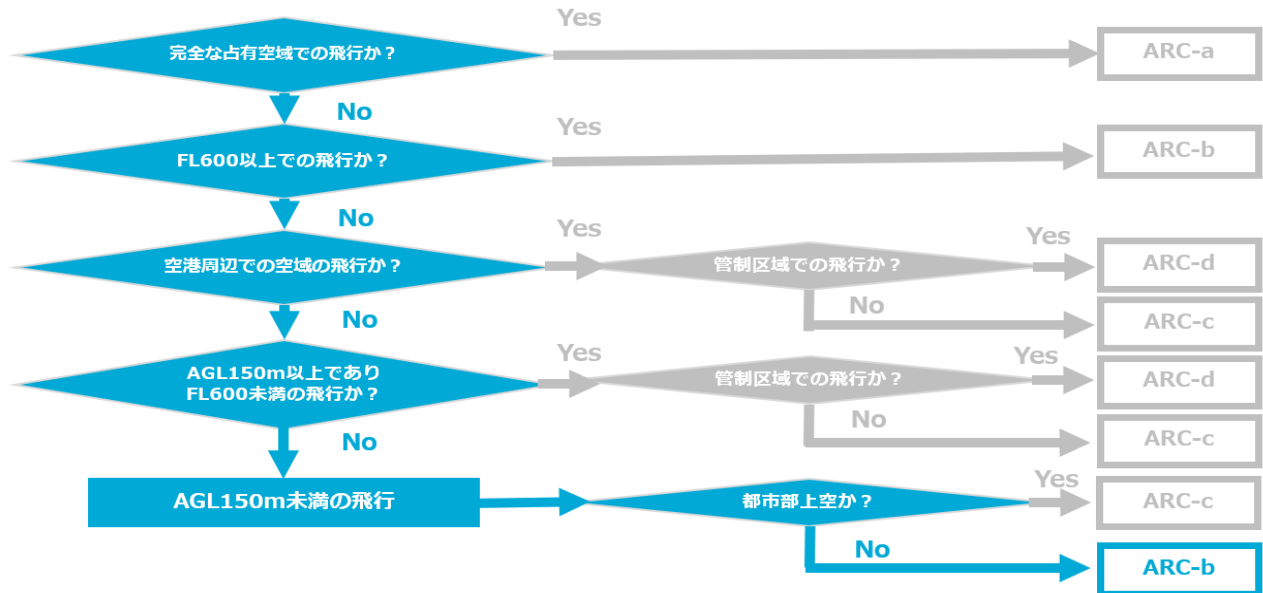 Yes
完全な占有空域での飛行か？
ARC-a
No
Yes
FL600以上での飛行か？
ARC-b
No
Yes
Yes
空港周辺での空域の飛行か？
管制区域での飛行か？
ARC-d
No
No
ARC-c
Yes
Yes
AGL150m以上であり
FL600未満の飛行か？
管制区域での飛行か？
ARC-d
No
ARC-c
No
Yes
AGL150m未満の飛行
都市部上空か？
ARC-c
No
ARC-b